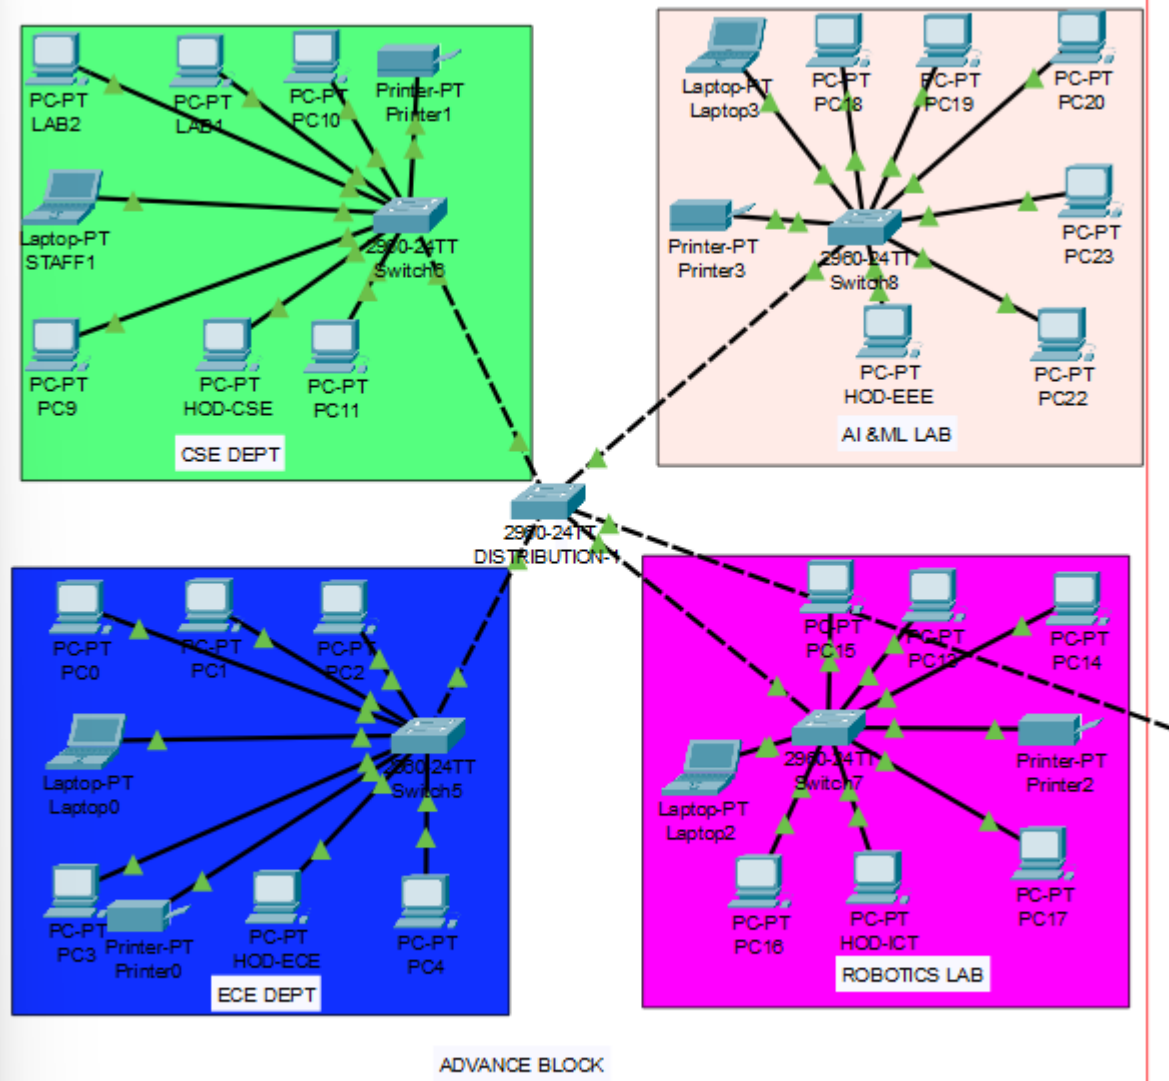 PC-PT
LAB2
PC-PT
LAB1
PC-PT
PC10
Printer-PT
Printer1
Laptop-PT
STAFF1
2960-24TT
Switch6
PC-PT
PC9
PC-PT
HOD-CSE
PC-PT
PC11
CSE DEPT
Laptop-PT
Laptop3
PC-PT
PC18
PC-PT
PC19
PC-PT
PC20
Printer-PT
Printer3
2960-24TT
Switch8
PC-PT
PC23
PC-PT
HOD-EEE
PC-PT
PC22
AI &ML LAB
2960-24TT
DISTRIBUTION-1
PC-PT
PC0
PC-PT
PC1
PC-PT
PC2
Laptop-PT
Laptop0
2960-24TT
Switch5
PC-PT
PC3
Printer-PT
Printer0
PC-PT
HOD-ECE
PC-PT
PC4
ECE DEPT
PC-PT
PC15
PC-PT
PC-PT
PC14
Laptop-PT
Laptop2
2960-24TT
Switch7
Printer-PT
Printer2
PC-PT
PC16
PC-PT
HOD-ICT
PC-PT
PC17
ROBOTICS LAB
ADVANCE BLOCK